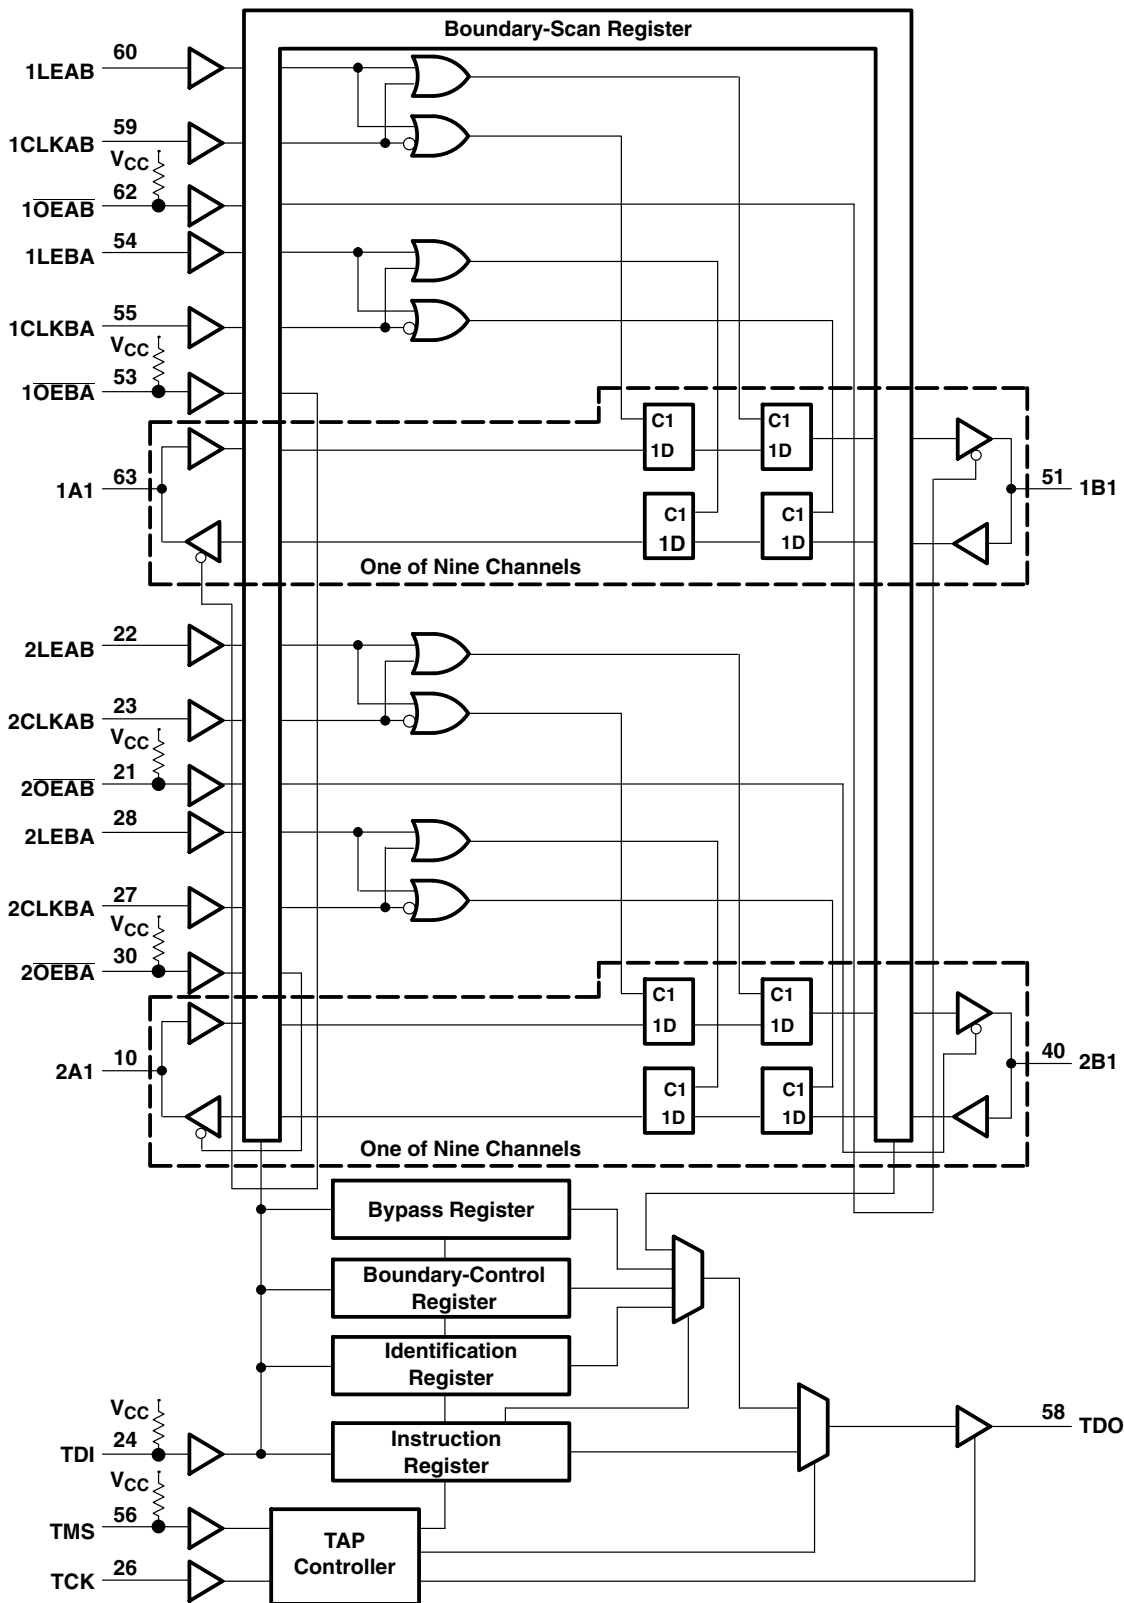 Boundary-Scan Register
60
1LEAB
59
1CLKAB
VCC
62
1OEAB
54
1LEBA
55
1CLKBA
VCC
53
1OEBA
C1
1D
C1
1D
63
1A1
51
1B1
C1
1D
C1
1D
One of Nine Channels
22
2LEAB
23
2CLKAB
VCC
21
2OEAB
28
2LEBA
27
2CLKBA
VCC
30
2OEBA
C1
1D
C1
1D
10
2A1
40
2B1
C1
1D
C1
1D
One of Nine Channels
Bypass Register
Boundary-Control
Register
Identification
Register
VCC
24
TDI
Instruction
Register
58
TDO
VCC
56
TMS
TAP
Controller
26
TCK